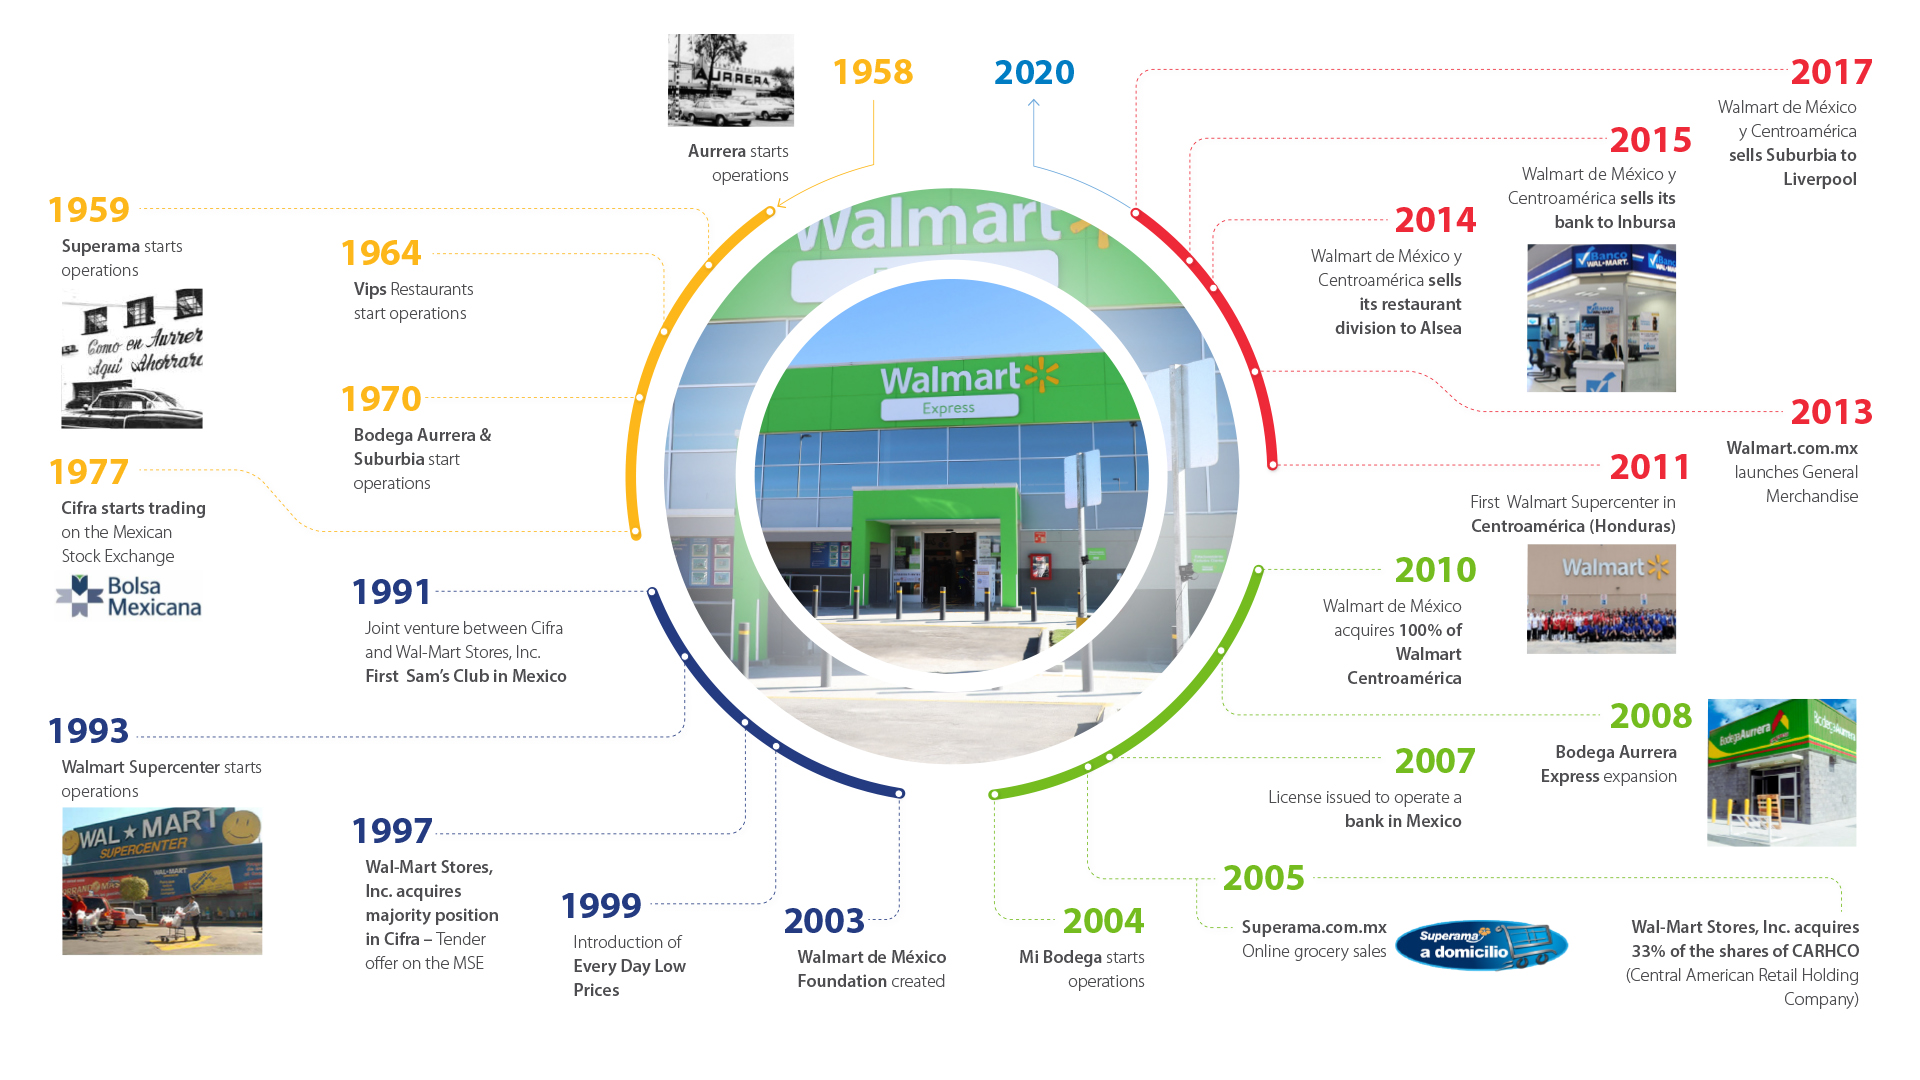 AURRERA
1958
Aurrera starts
operations
1959
Superama starts
operations
Como en Aurrer
Aqui Ahorrara
1964
Vips Restaurants
start operations
1970
Bodega Aurrera &
Suburbia start
operations
1977
Cifra starts trading
on the Mexican
Stock Exchange
Bolsa
Mexicana
1991
Joint venture between Cifra
and Wal-Mart Stores, Inc.
First Sam's Club in Mexico
1993
Walmart Supercenter starts
operations
WAL★MART
SUPERCENTER
WAL-MART
1997
Wal-Mart Stores,
Inc. acquires
majority position
in Cifra – Tender
offer on the MSE
1999
Introduction of
Every Day Low
Prices
2003
Walmart de México
Foundation created
2004
Mi Bodega starts
operations
2005
Superama.com.mx
Online grocery sales
Superama
a domicilio
Wal-Mart Stores, Inc. acquires
33% of the shares of CARHCO
(Central American Retail Holding
Company)
2007
License issued to operate a
bank in Mexico
2008
Bodega Aurrera
Express expansion
BodegaAurrera
BodegaAurrera
2010
Walmart de México
acquires 100% of
Walmart
Centroamérica
2011
First Walmart Supercenter in
Centroamérica (Honduras)
Walmart
2013
Walmart.com.mx
launches General
Merchandise
2014
Walmart de México y
Centroamérica sells
its restaurant
division to Alsea
2015
Walmart de México y
Centroamérica sells its
bank to Inbursa
Banco
WAL-MART.
2017
Walmart de México
y Centroamérica
sells Suburbia to
Liverpool
2020
Walmart
Walmart
Express